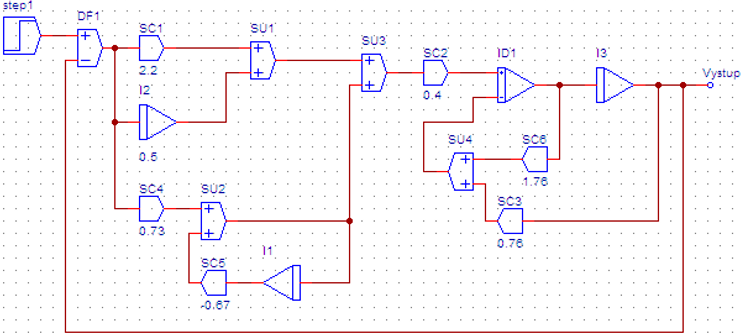 step1
DF1
SC1
2.2
SU1
SU3
SC2
0.4
ID1
I3
Vystup
I2
0.5
SU4
SC6
1.76
SC4
0.73
SU2
SC3
0.76
I1
SC5
-0.67